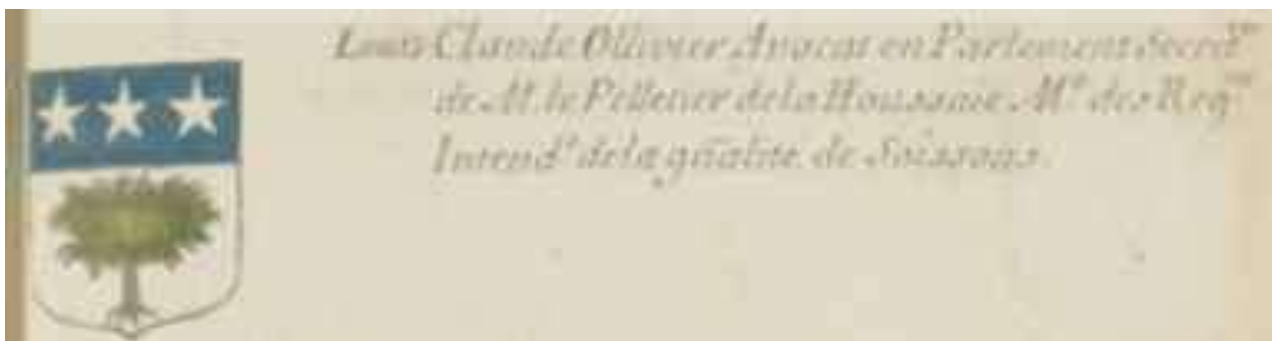 Louis Claude Ollivier Avocat en Parlement Secret.re
de M. le Pelletier de la Houssaie M.e des Req.tes
Intend.t de la gñalité de Soissons.